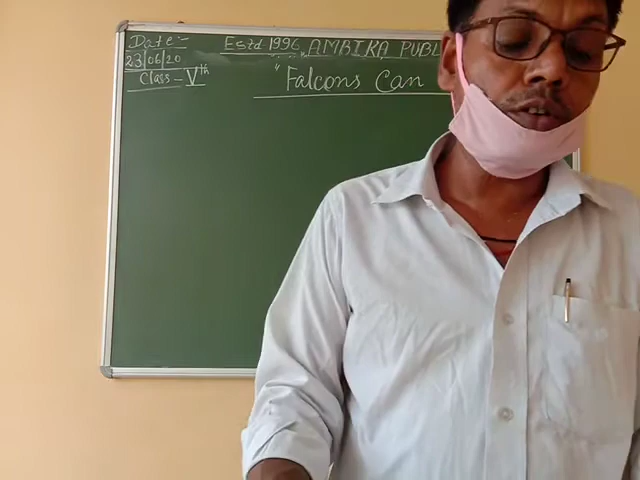 Date:-
23/06/20
Class - Vth
Estd 1996 AMBIKA PUBL
"Falcons Can